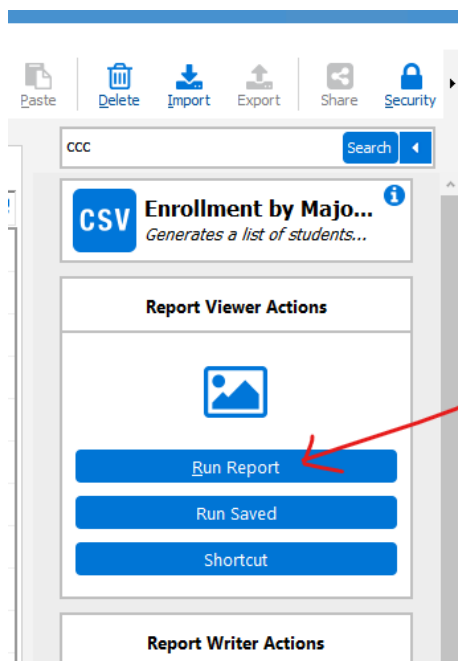 Paste Delete Import Export Share Security
ccc Search
CSV Enrollment by Majo...
Generates a list of students...
Report Viewer Actions
Run Report
Run Saved
Shortcut
Report Writer Actions